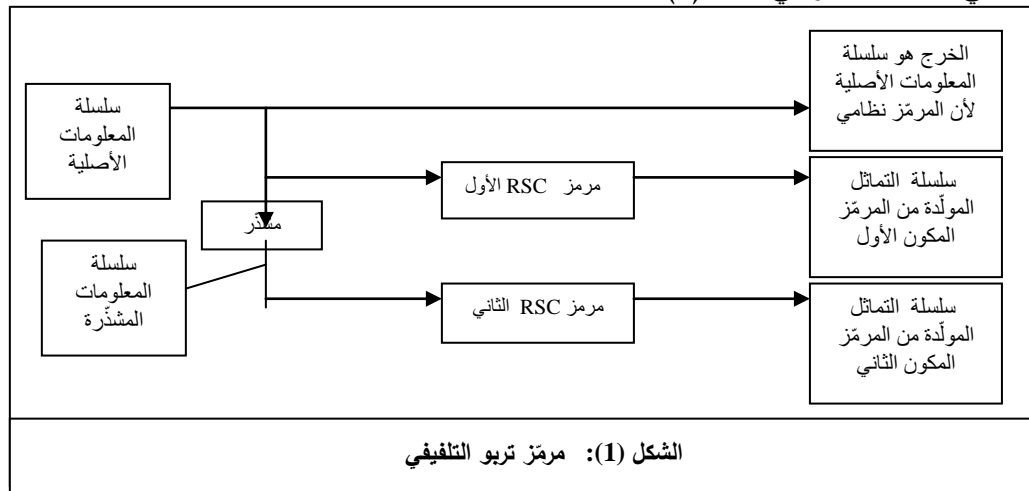 (1)
الخرج هو سلسلة
المعلومات الأصلية
لأن المرمّز نظامي
سلسلة
المعلومات
الأصلية
مرمز RSC الأول
سلسلة التماثل
المولّدة من المرمّز
المكون الأول
مشذّر
سلسلة
المعلومات
المشذّرة
مرمز RSC الثاني
سلسلة التماثل
المولّدة من المرمّز
المكون الثاني
الشكل (1): مرمّز تربو التلفيفي